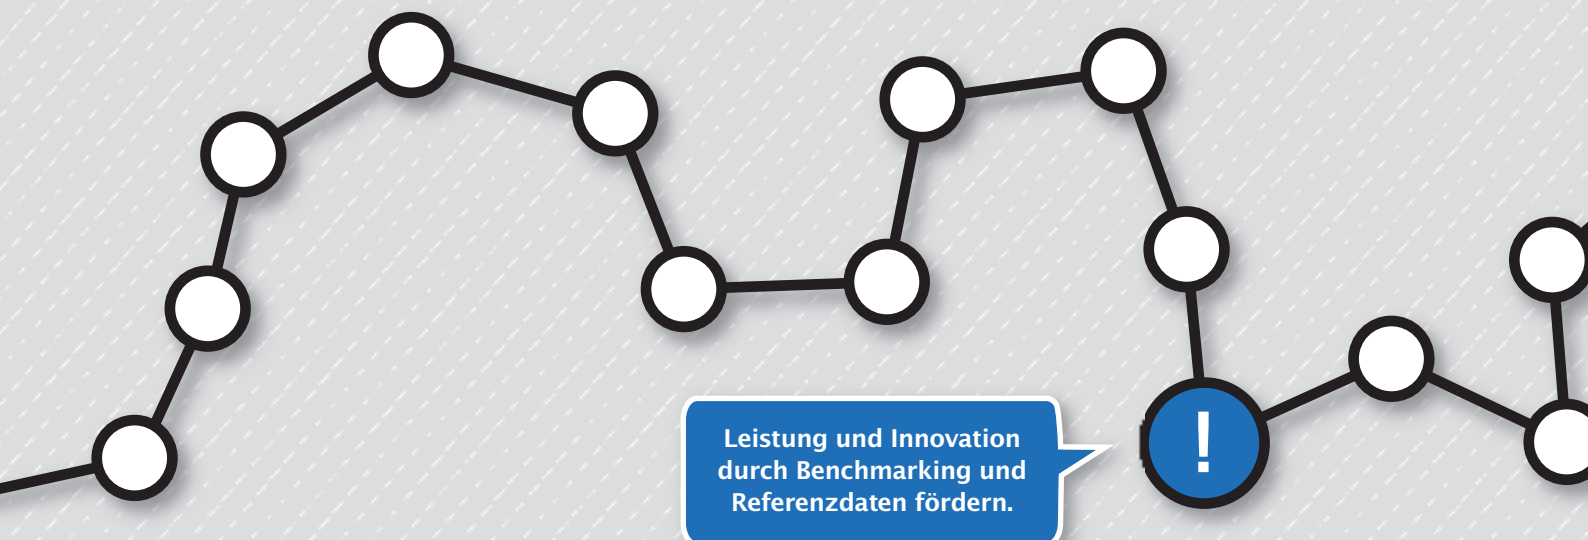 Leistung und Innovation
durch Benchmarking und
Referenzdaten fördern.
!